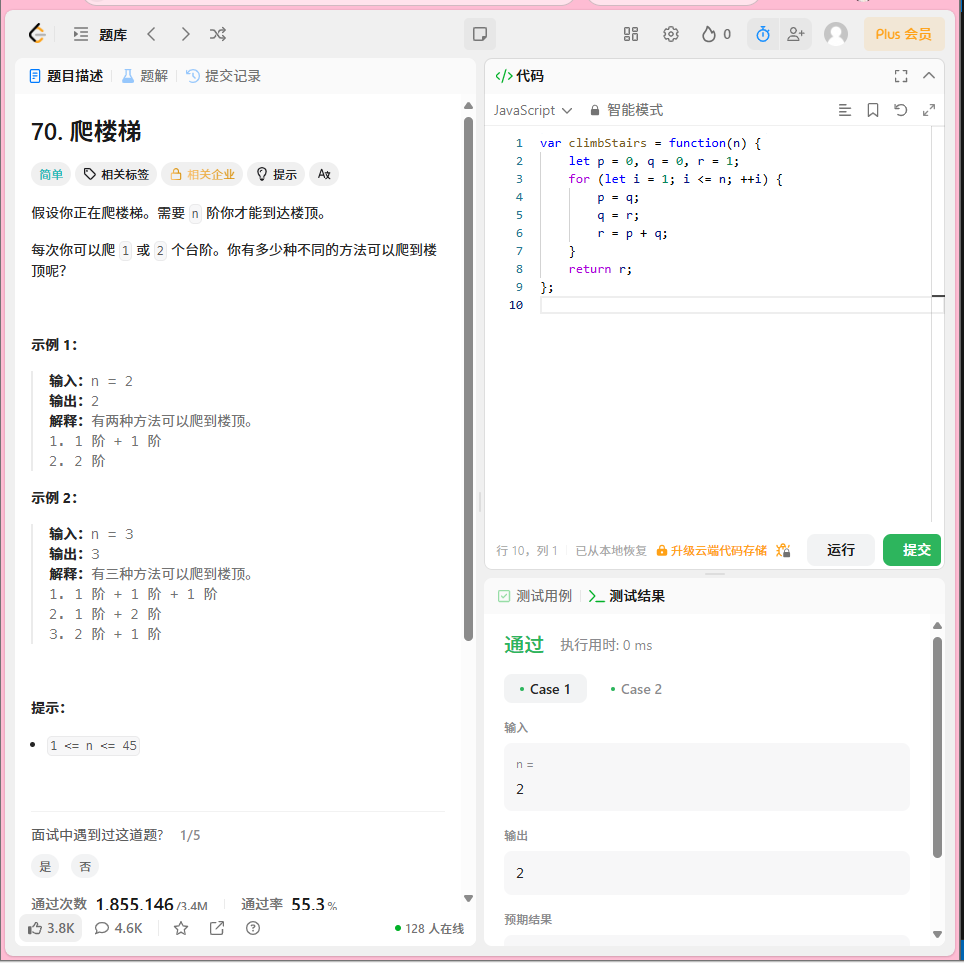 题库
0
Plus 会员
题目描述
题解
提交记录
70. 爬楼梯
简单
相关标签
相关企业
提示
假设你正在爬楼梯。需要 n 阶你才能到达楼顶。
每次你可以爬 1 或 2 个台阶。你有多少种不同的方法可以爬到楼
顶呢？
示例 1：
输入：n = 2
输出：2
解释：有两种方法可以爬到楼顶。
1. 1 阶 + 1 阶
2. 2 阶
示例 2：
输入：n = 3
输出：3
解释：有三种方法可以爬到楼顶。
1. 1 阶 + 1 阶 + 1 阶
2. 1 阶 + 2 阶
3. 2 阶 + 1 阶
提示：
1 <= n <= 45
面试中遇到过这道题? 1/5
是
否
通过次数 1,855,146/3.4M
通过率 55.3%
3.8K
4.6K
128 人在线
</> 代码
JavaScript
智能模式
1 var climbStairs = function(n) {
2 let p = 0, q = 0, r = 1;
3 for (let i = 1; i <= n; ++i) {
4 p = q;
5 q = r;
6 r = p + q;
7 }
8 return r;
9 };
10
行 10，列 1
已从本地恢复
升级云端代码存储
运行
提交
测试用例
测试结果
通过
执行用时: 0 ms
Case 1
Case 2
输入
n =
2
输出
2
预期结果